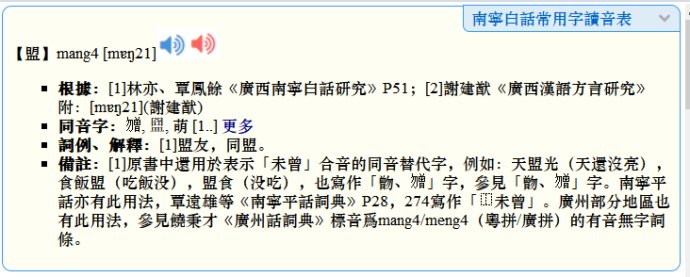 南寧白話常用字讀音表
【盟】mang4 [mɐŋ21]
根據：[1]林亦、覃鳳餘《廣西南寧白話研究》P51；[2]謝建猷《廣西漢語方言研究》
附：[mɐŋ21](謝建猷)
同音字：𠍁, 盟, 萌 [1..] 更多
詞例、解釋：[1]盟友，同盟。
備註：[1]原書中還用於表示「未曾」合音的同音替代字，例如：天盟光（天還沒亮），
食飯盟（吃飯没），盟食（没吃），也寫作「」字，參見「」字。南寧平
話亦有此用法，覃遠雄等《南寧平話詞典》P28，274寫作「⿰未曾」。廣州部分地區也
有此用法，參見饒秉才《廣州話詞典》標音爲mang4/meng4（粵拼/廣拼）的有音無字詞
條。